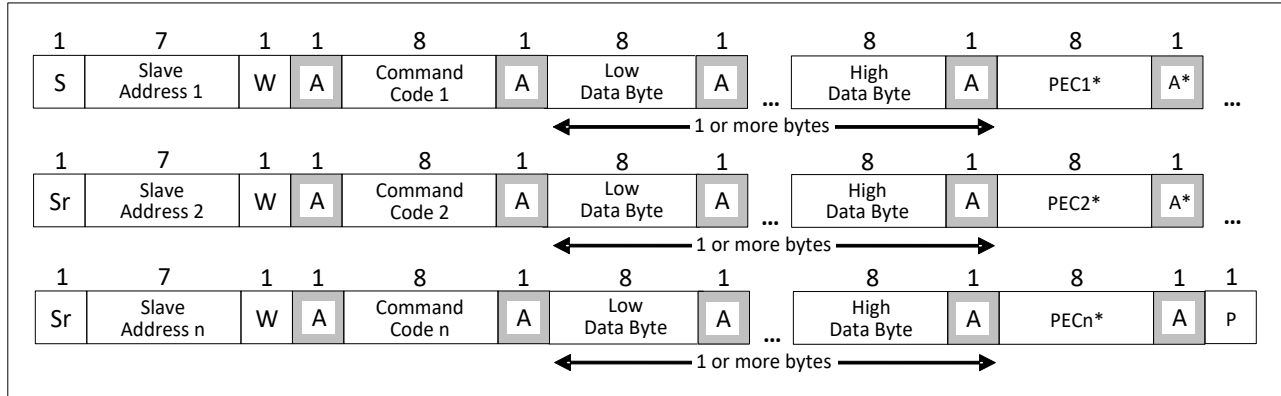 1 7 1 1 8 1 8 1 8 1 8 1
S Slave Address 1 W A Command Code 1 A Low Data Byte A ... High Data Byte A PEC1* A* ...
1 or more bytes
1 7 1 1 8 1 8 1 8 1 8 1
Sr Slave Address 2 W A Command Code 2 A Low Data Byte A ... High Data Byte A PEC2* A* ...
1 or more bytes
1 7 1 1 8 1 8 1 8 1 8 1 1
Sr Slave Address n W A Command Code n A Low Data Byte A ... High Data Byte A PECn* A P
1 or more bytes